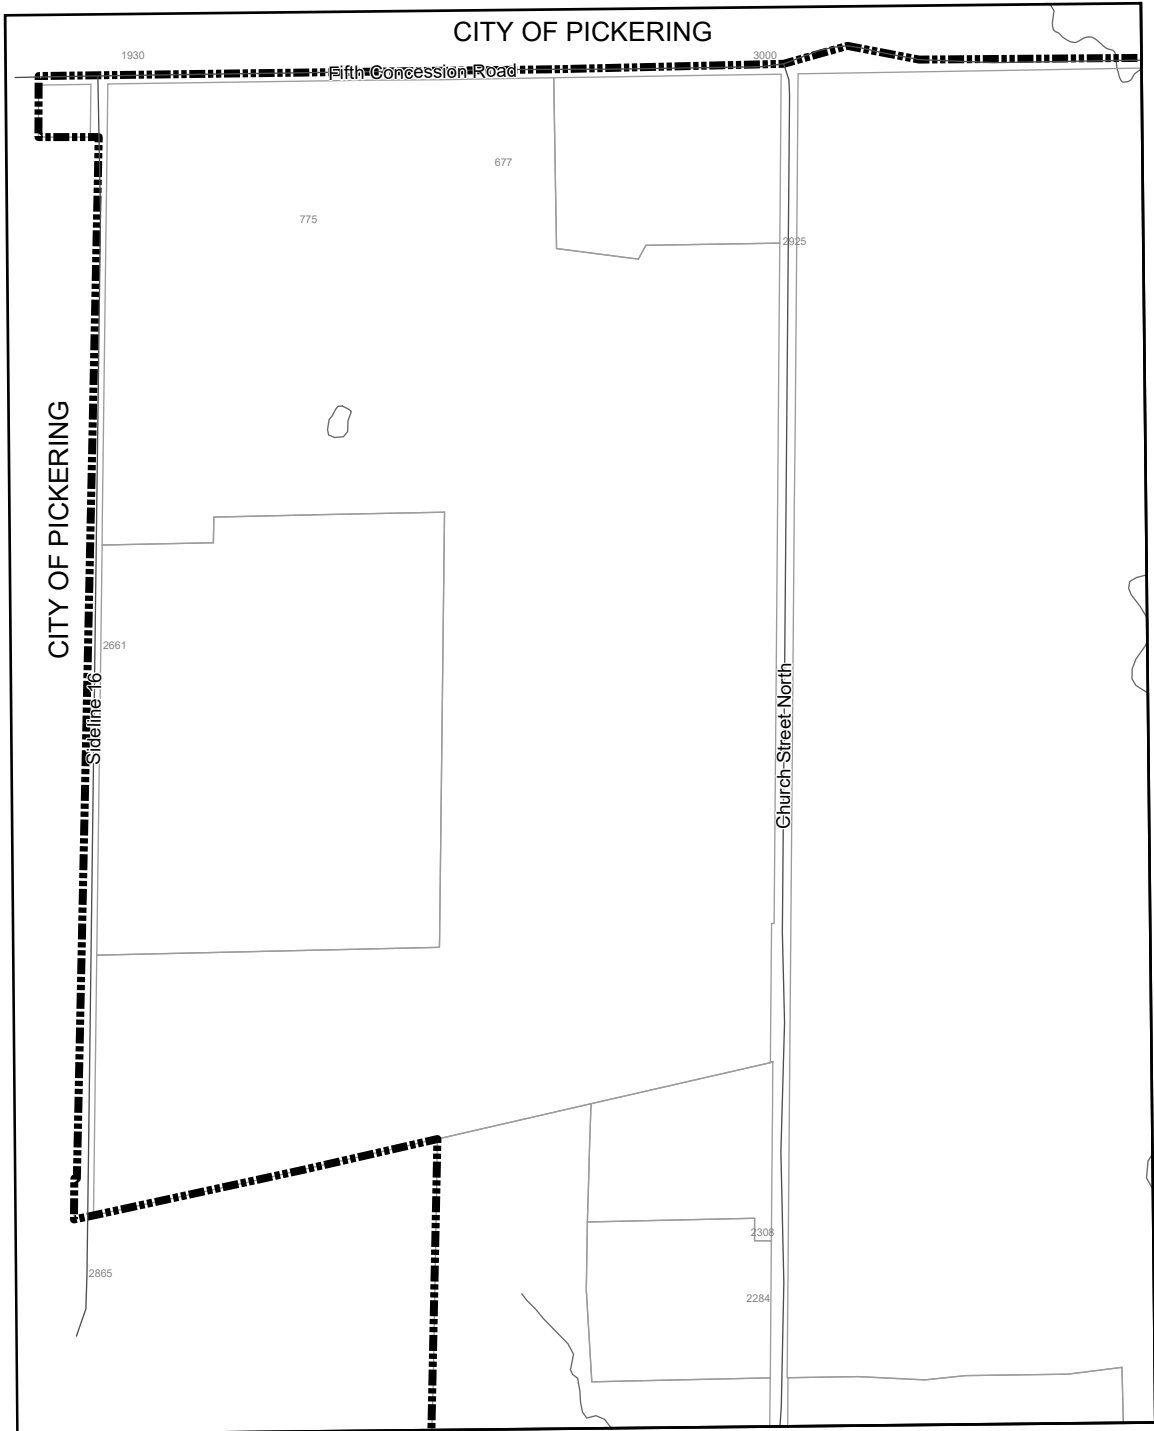 CITY OF PICKERING
1930
3000
Fifth Concession Road
677
775
2925
CITY OF PICKERING
2661
Sideline 16
Church Street North
2308
2865
2284